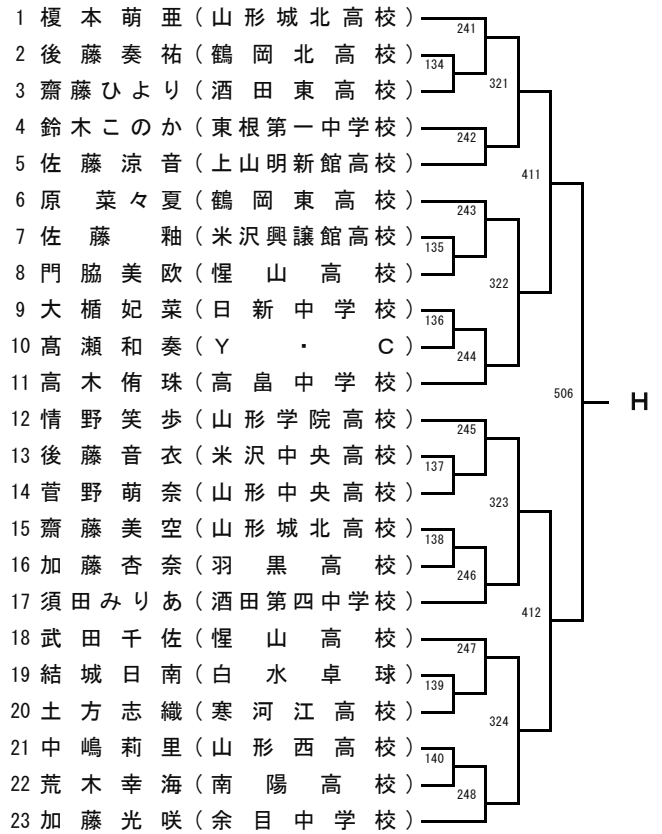 1 榎本萌亜(山形城北高校)
2 後藤奏祐(鶴岡北高校)
3 齋藤ひより(酒田東高校)
4 鈴木このか(東根第一中学校)
5 佐藤涼音(上山明新館高校)
6 原菜々夏(鶴岡東高校)
7 佐藤釉(米沢興譲館高校)
8 門脇美欧(惺山高校)
9 大楯妃菜(日新中学校)
10 髙瀬和奏(Y・C)
11 高木侑珠(高畠中学校)
12 情野笑歩(山形学院高校)
13 後藤音衣(米沢中央高校)
14 菅野萌奈(山形中央高校)
15 齋藤美空(山形城北高校)
16 加藤杏奈(羽黒高校)
17 須田みりあ(酒田第四中学校)
18 武田千佐(惺山高校)
19 結城日南(白水卓球)
20 土方志織(寒河江高校)
21 中嶋莉里(山形西高校)
22 荒木幸海(南陽高校)
23 加藤光咲(余目中学校)
134
135
136
137
138
139
140
241
242
243
244
245
246
247
248
321
322
323
324
411
412
506
H